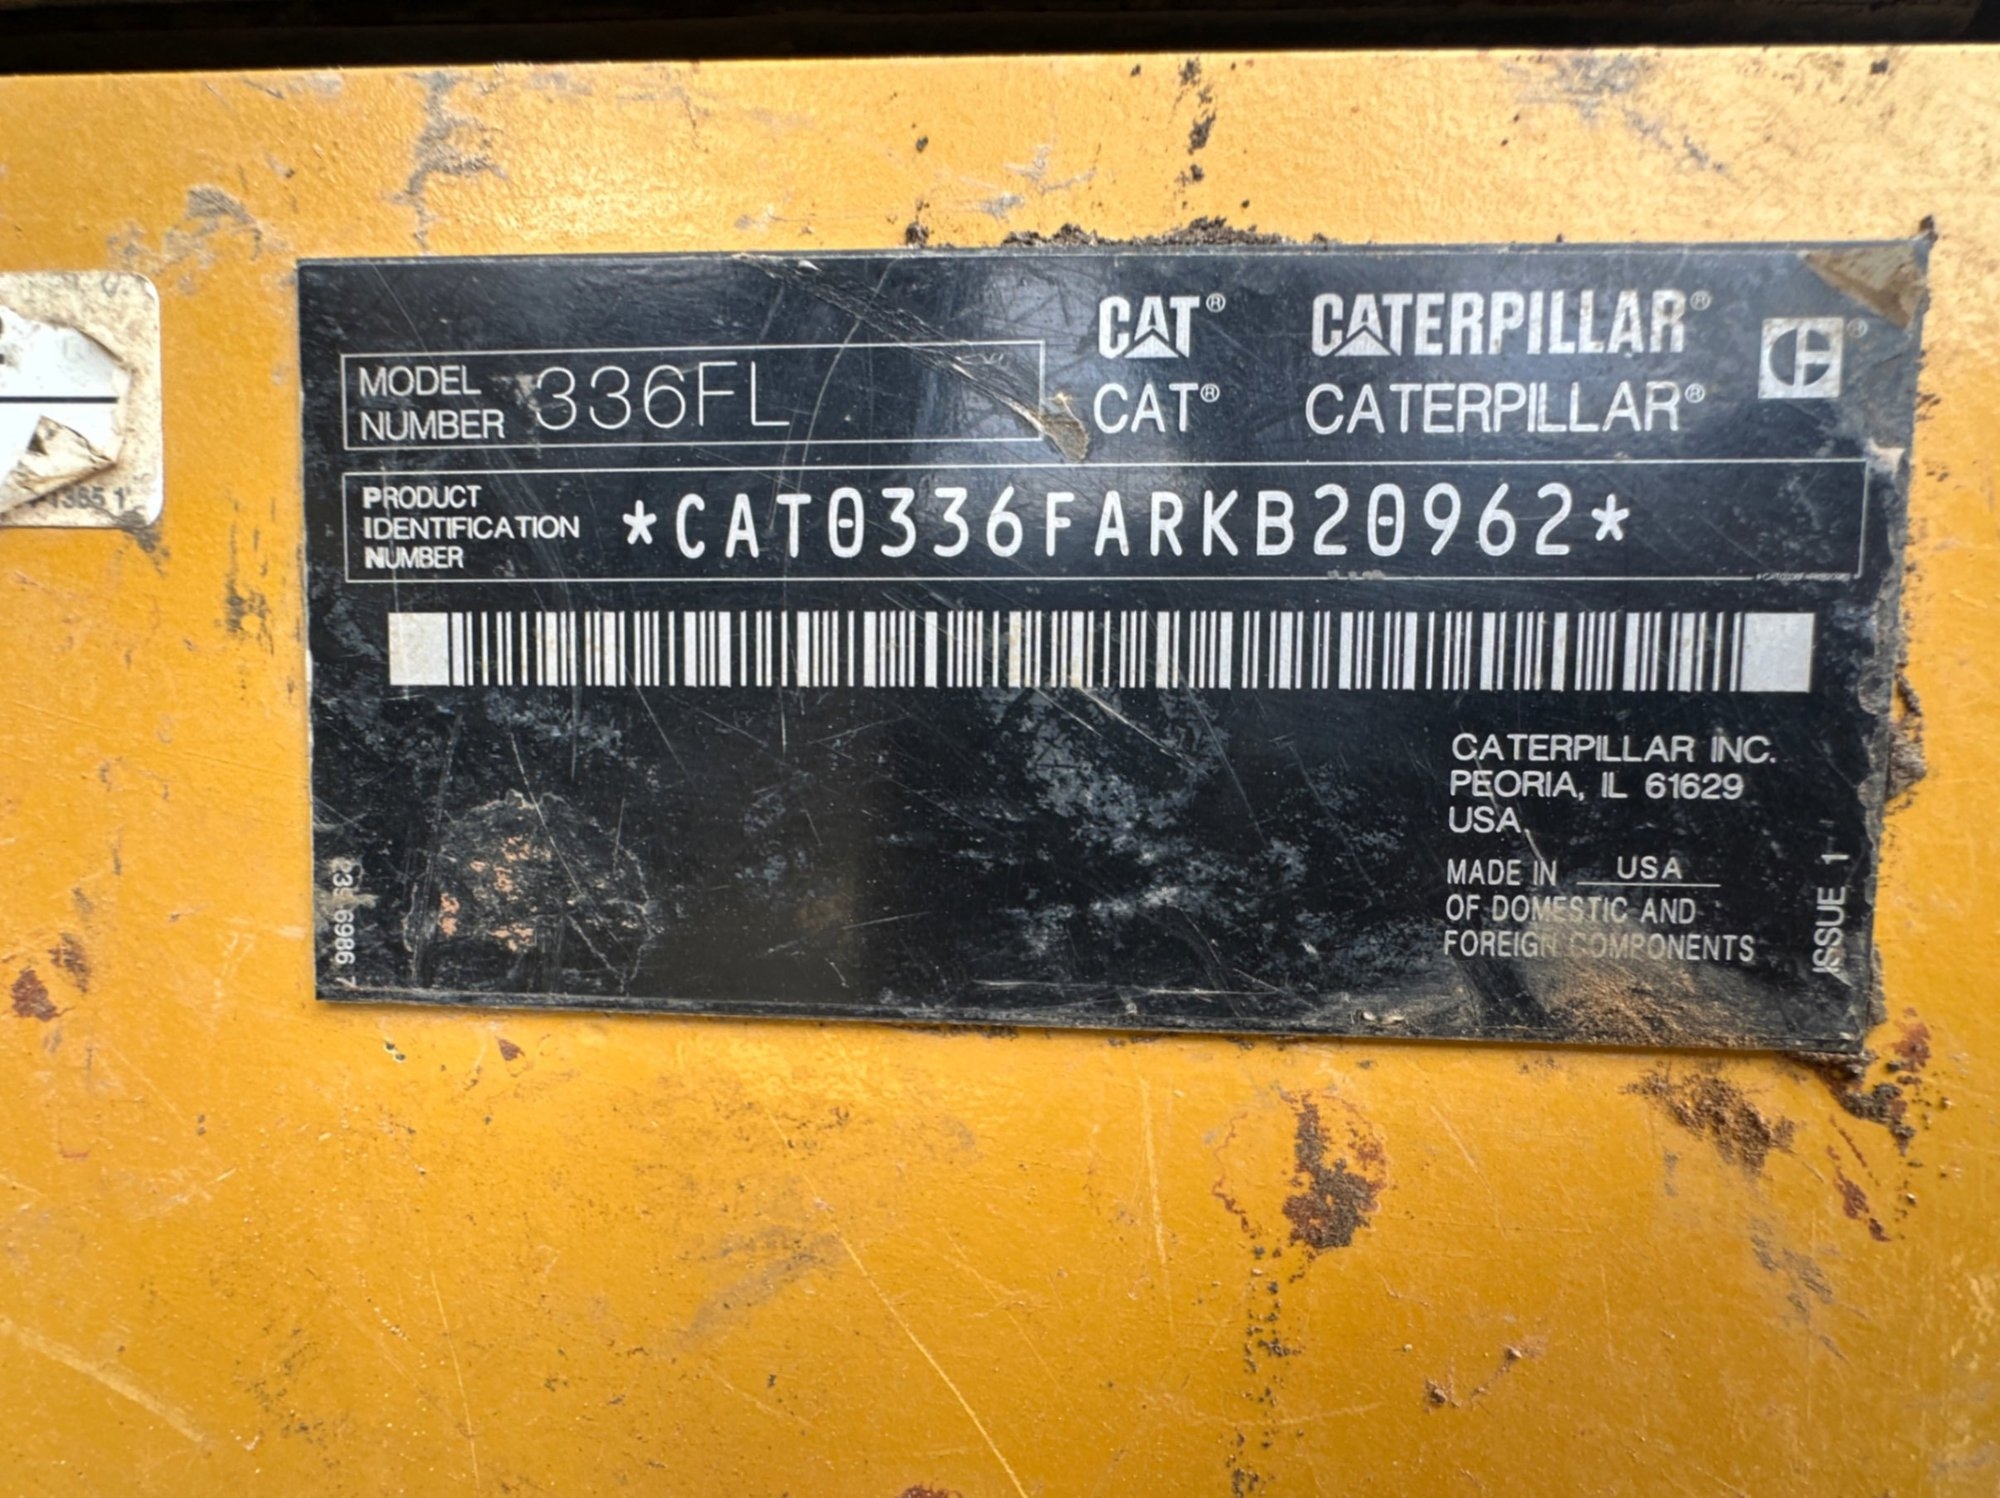 CAT® CATERPILLAR®
MODEL NUMBER 336FL
CAT® CATERPILLAR®
PRODUCT
IDENTIFICATION
NUMBER
*CAT0336FARKB20962*
CATERPILLAR INC.
PEORIA, IL 61629
USA
MADE IN USA
OF DOMESTIC AND
FOREIGN COMPONENTS
ISSUE 1